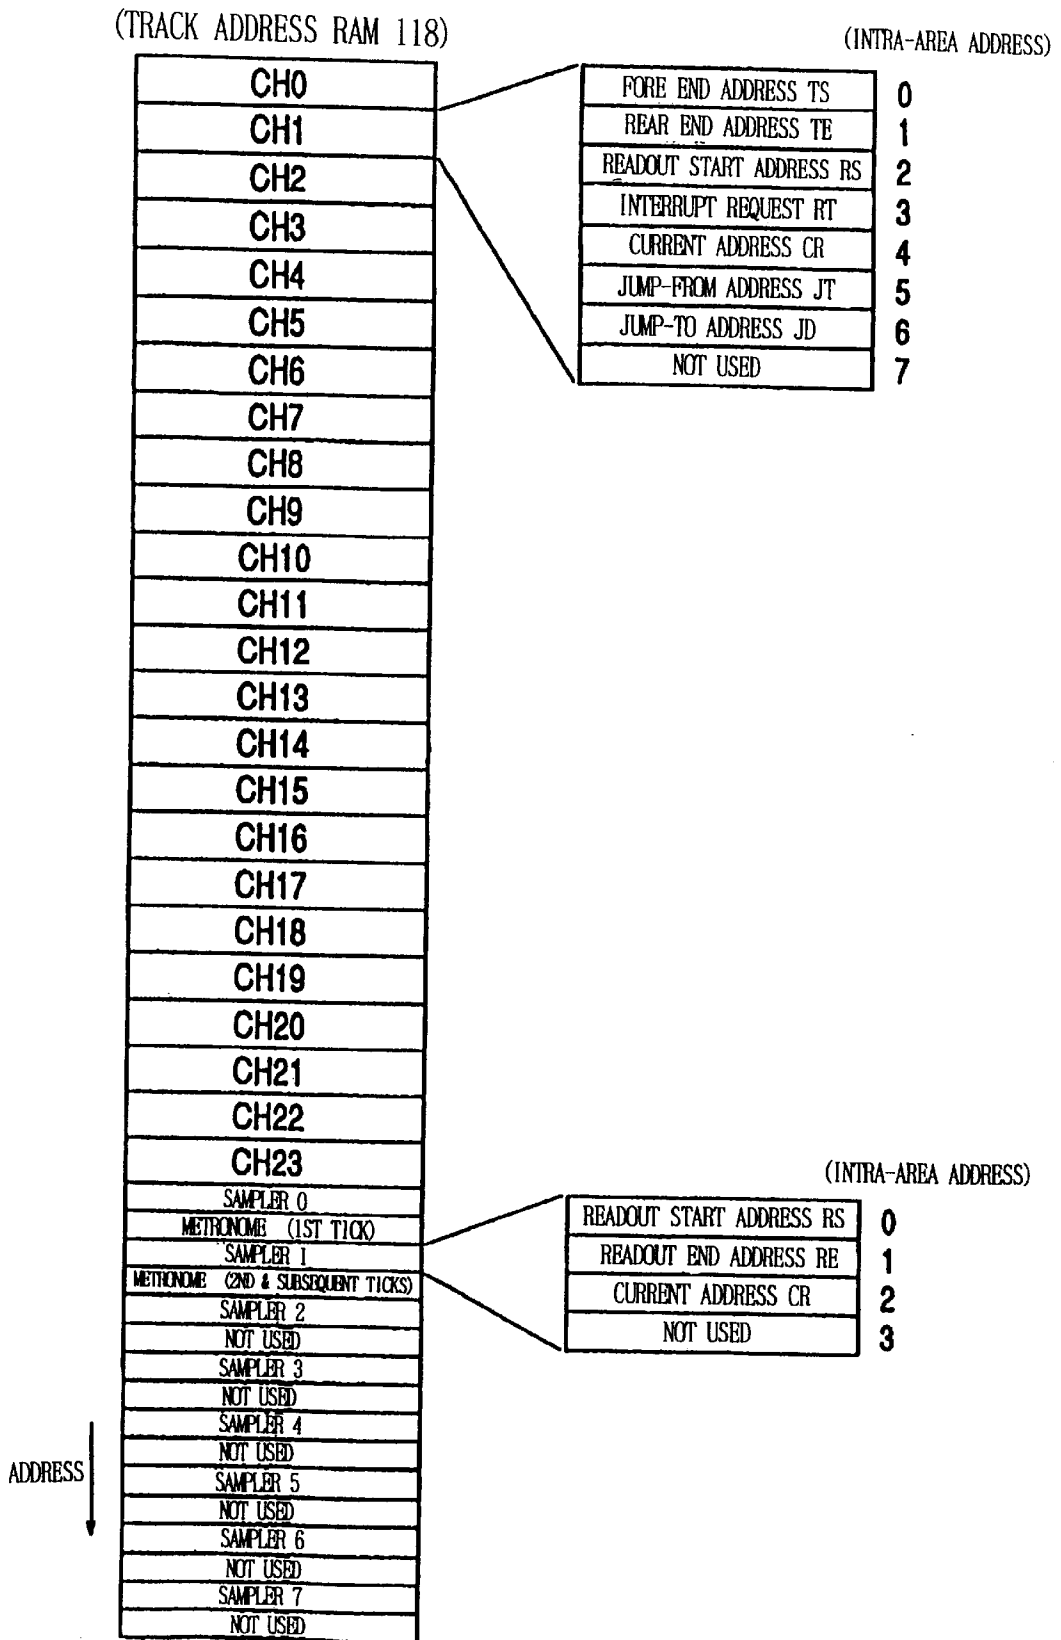 (TRACK ADDRESS RAM 118)
CH0
CH1
CH2
CH3
CH4
CH5
CH6
CH7
CH8
CH9
CH10
CH11
CH12
CH13
CH14
CH15
CH16
CH17
CH18
CH19
CH20
CH21
CH22
CH23
SAMPLER 0
METRONOME (1ST TICK)
SAMPLER 1
METRONOME (2ND & SUBSEQUENT TICKS)
SAMPLER 2
NOT USED
SAMPLER 3
NOT USED
SAMPLER 4
NOT USED
SAMPLER 5
NOT USED
SAMPLER 6
NOT USED
SAMPLER 7
NOT USED
ADDRESS
(INTRA-AREA ADDRESS)
FORE END ADDRESS TS 0
REAR END ADDRESS TE 1
READOUT START ADDRESS RS 2
INTERRUPT REQUEST RT 3
CURRENT ADDRESS CR 4
JUMP-FROM ADDRESS JT 5
JUMP-TO ADDRESS JD 6
NOT USED 7
(INTRA-AREA ADDRESS)
READOUT START ADDRESS RS 0
READOUT END ADDRESS RE 1
CURRENT ADDRESS CR 2
NOT USED 3